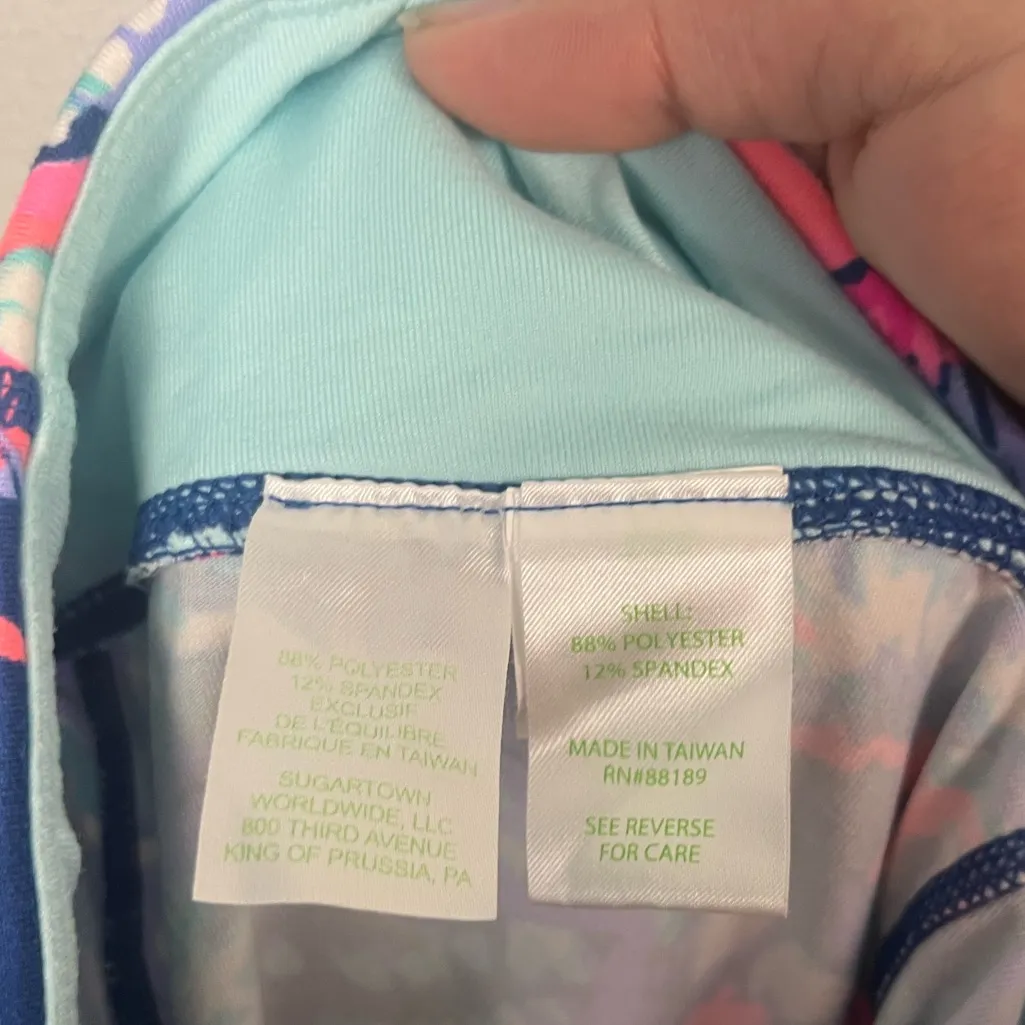 88% POLYESTER
12% SPANDEX
EXCLUSIF
DE L'ÉQUILIBRE
FABRIQUE EN TAIWAN
SUGARTOWN
WORLDWIDE, LLC
800 THIRD AVENUE
KING OF PRUSSIA, PA
SHELL:
88% POLYESTER
12% SPANDEX
MADE IN TAIWAN
RN#88189
SEE REVERSE
FOR CARE